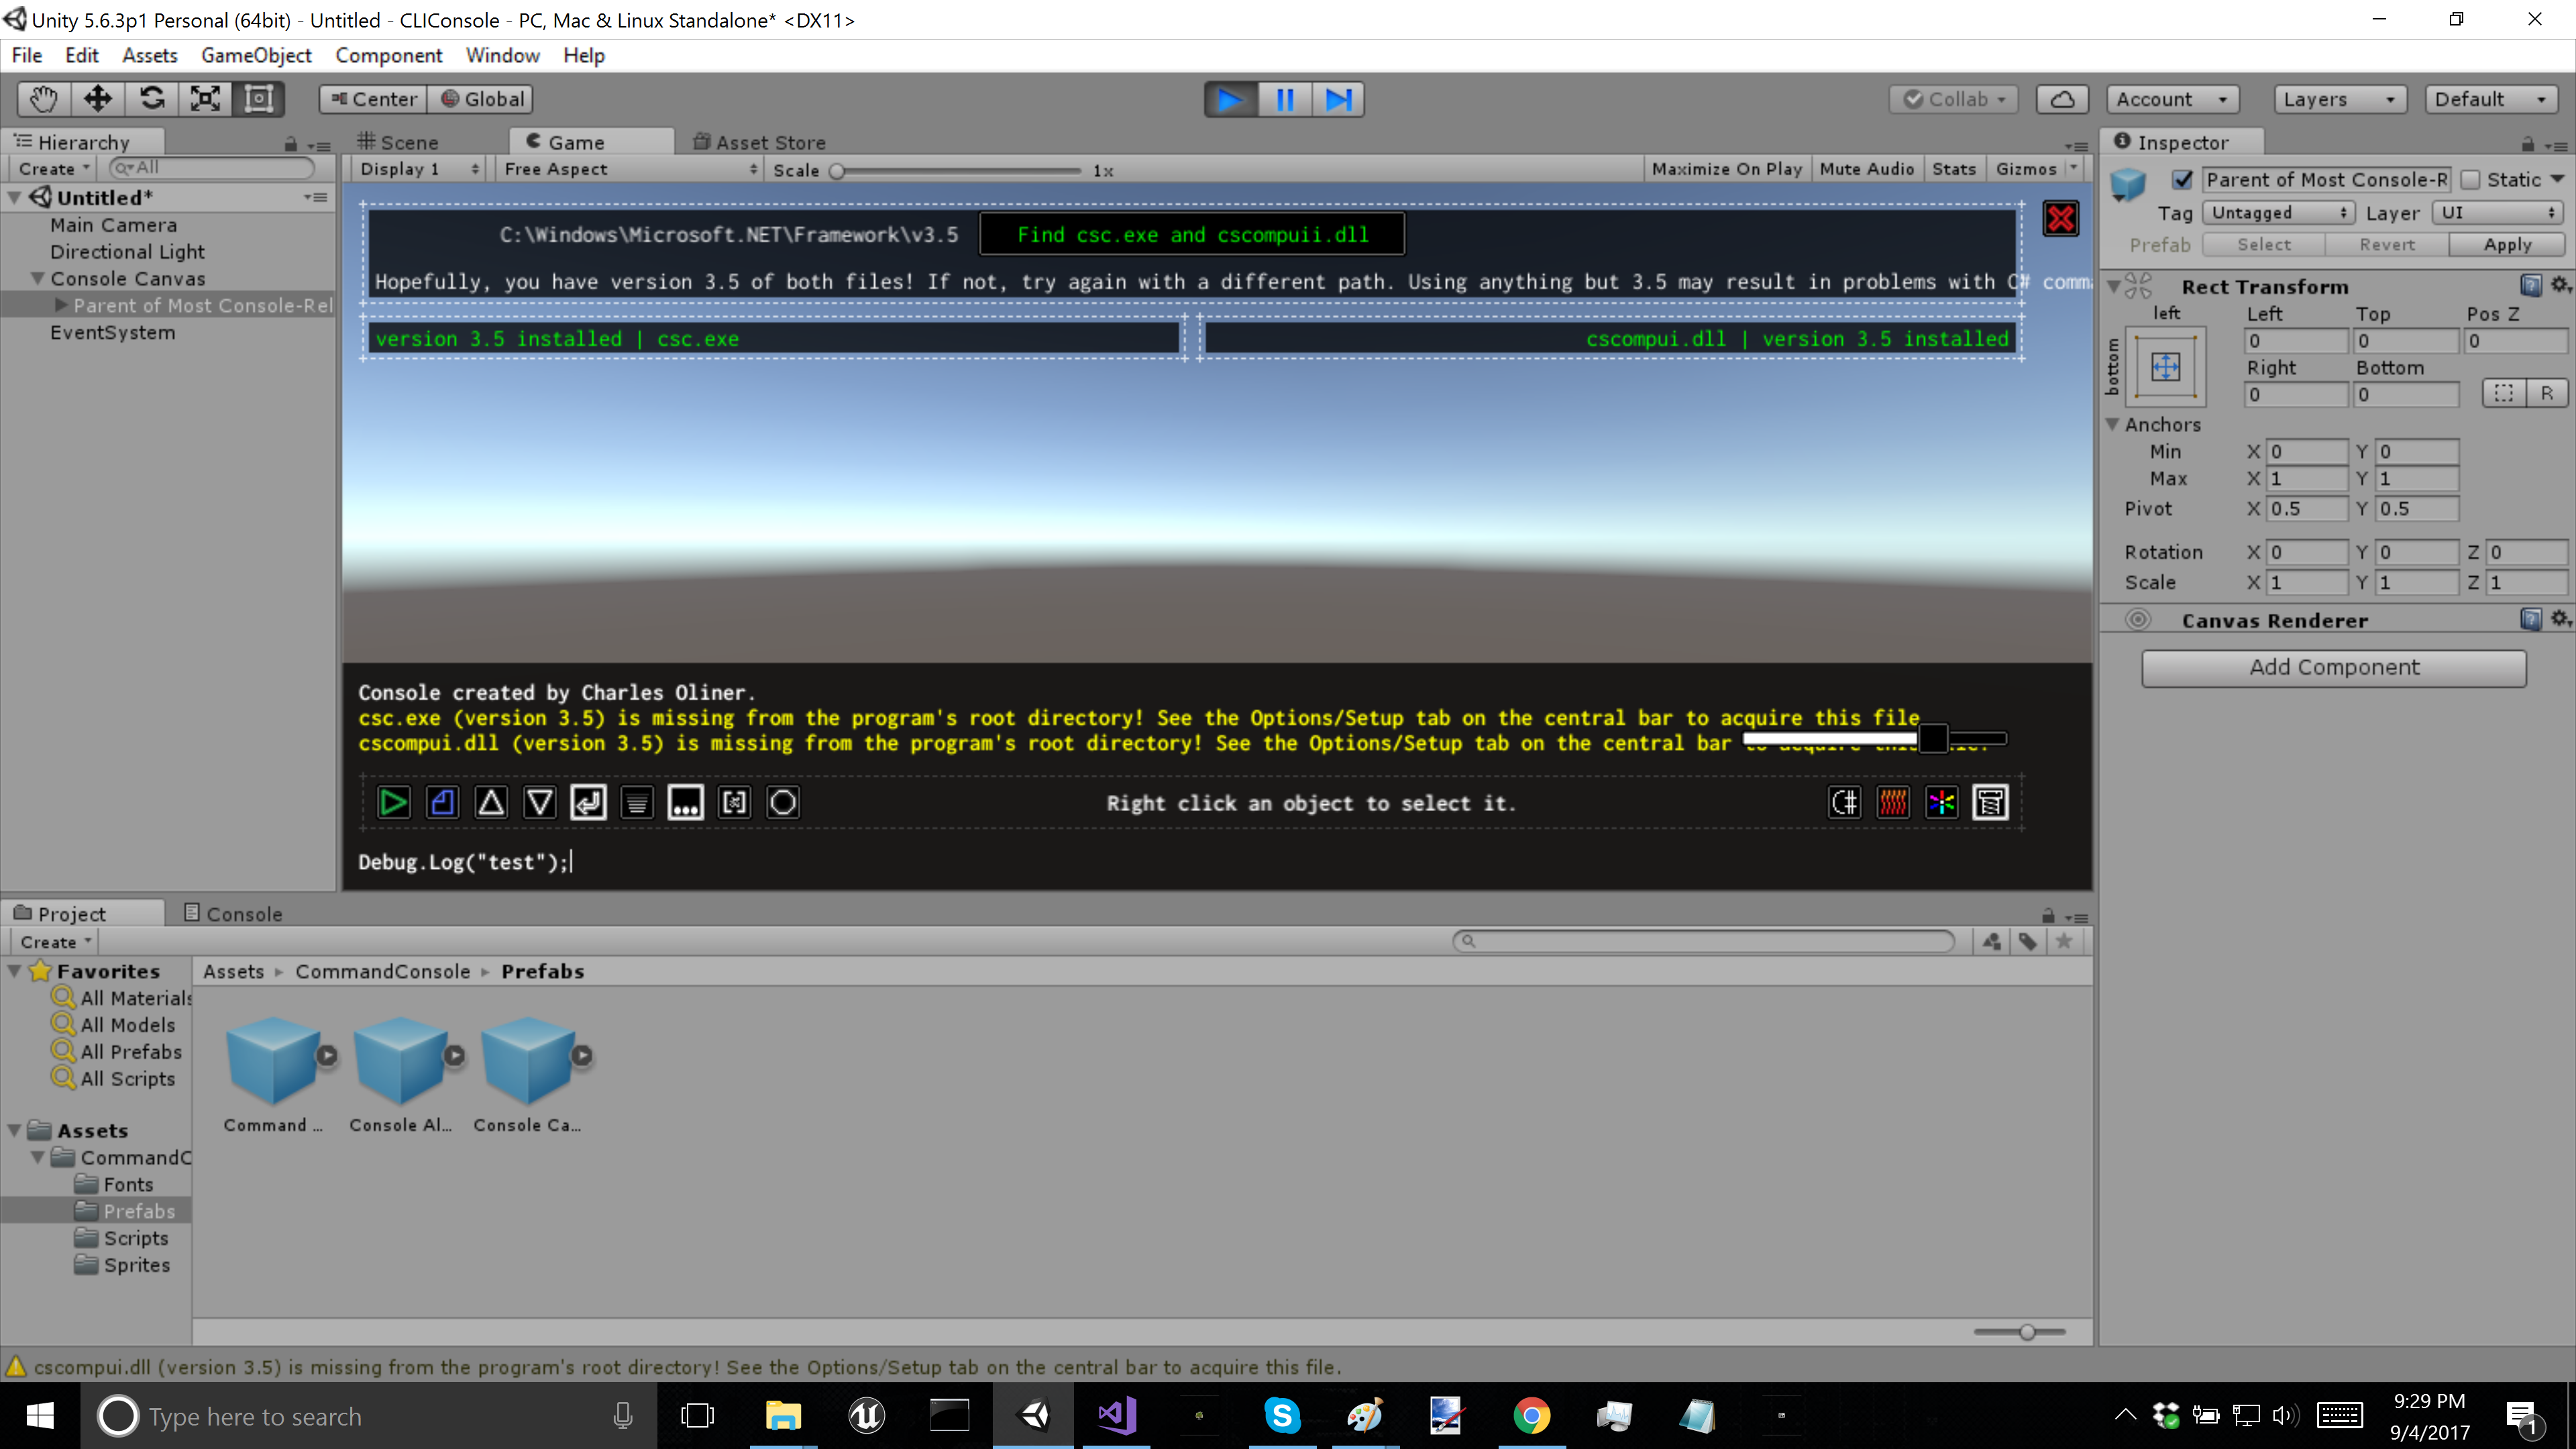 Unity 5.6.3p1 Personal (64bit) - Untitled - CLIConsole - PC, Mac & Linux Standalone* <DX11>
File Edit Assets GameObject Component Window Help
Center Global Collab Account Layers Default
Hierarchy
Create All
Untitled*
Main Camera
Directional Light
Console Canvas
Parent of Most Console-Rel
EventSystem
Scene Game Asset Store
Display 1 Free Aspect Scale 1x Maximize On Play Mute Audio Stats Gizmos
C:\Windows\Microsoft.NET\Framework\v3.5 Find csc.exe and cscompuii.dll
Hopefully, you have version 3.5 of both files! If not, try again with a different path. Using anything but 3.5 may result in problems with C# comm
version 3.5 installed | csc.exe
cscompui.dll | version 3.5 installed
Console created by Charles Oliner.
csc.exe (version 3.5) is missing from the program's root directory! See the Options/Setup tab on the central bar to acquire this file
cscompui.dll (version 3.5) is missing from the program's root directory! See the Options/Setup tab on the central bar to acquire this file.
Right click an object to select it.
Debug.Log("test");
Inspector
Parent of Most Console-R Static
Tag Untagged Layer UI
Prefab Select Revert Apply
Rect Transform
left Left Top Pos Z
bottom 0 0 0
Right Bottom
0 0 R
Anchors
Min X 0 Y 0
Max X 1 Y 1
Pivot X 0.5 Y 0.5
Rotation X 0 Y 0 Z 0
Scale X 1 Y 1 Z 1
Canvas Renderer
Add Component
Project Console
Create
Favorites
All Materials
All Models
All Prefabs
All Scripts
Assets
CommandC
Fonts
Prefabs
Scripts
Sprites
Assets CommandConsole Prefabs
Command ... Console Al... Console Ca...
cscompui.dll (version 3.5) is missing from the program's root directory! See the Options/Setup tab on the central bar to acquire this file.
Type here to search
9:29 PM
9/4/2017
1